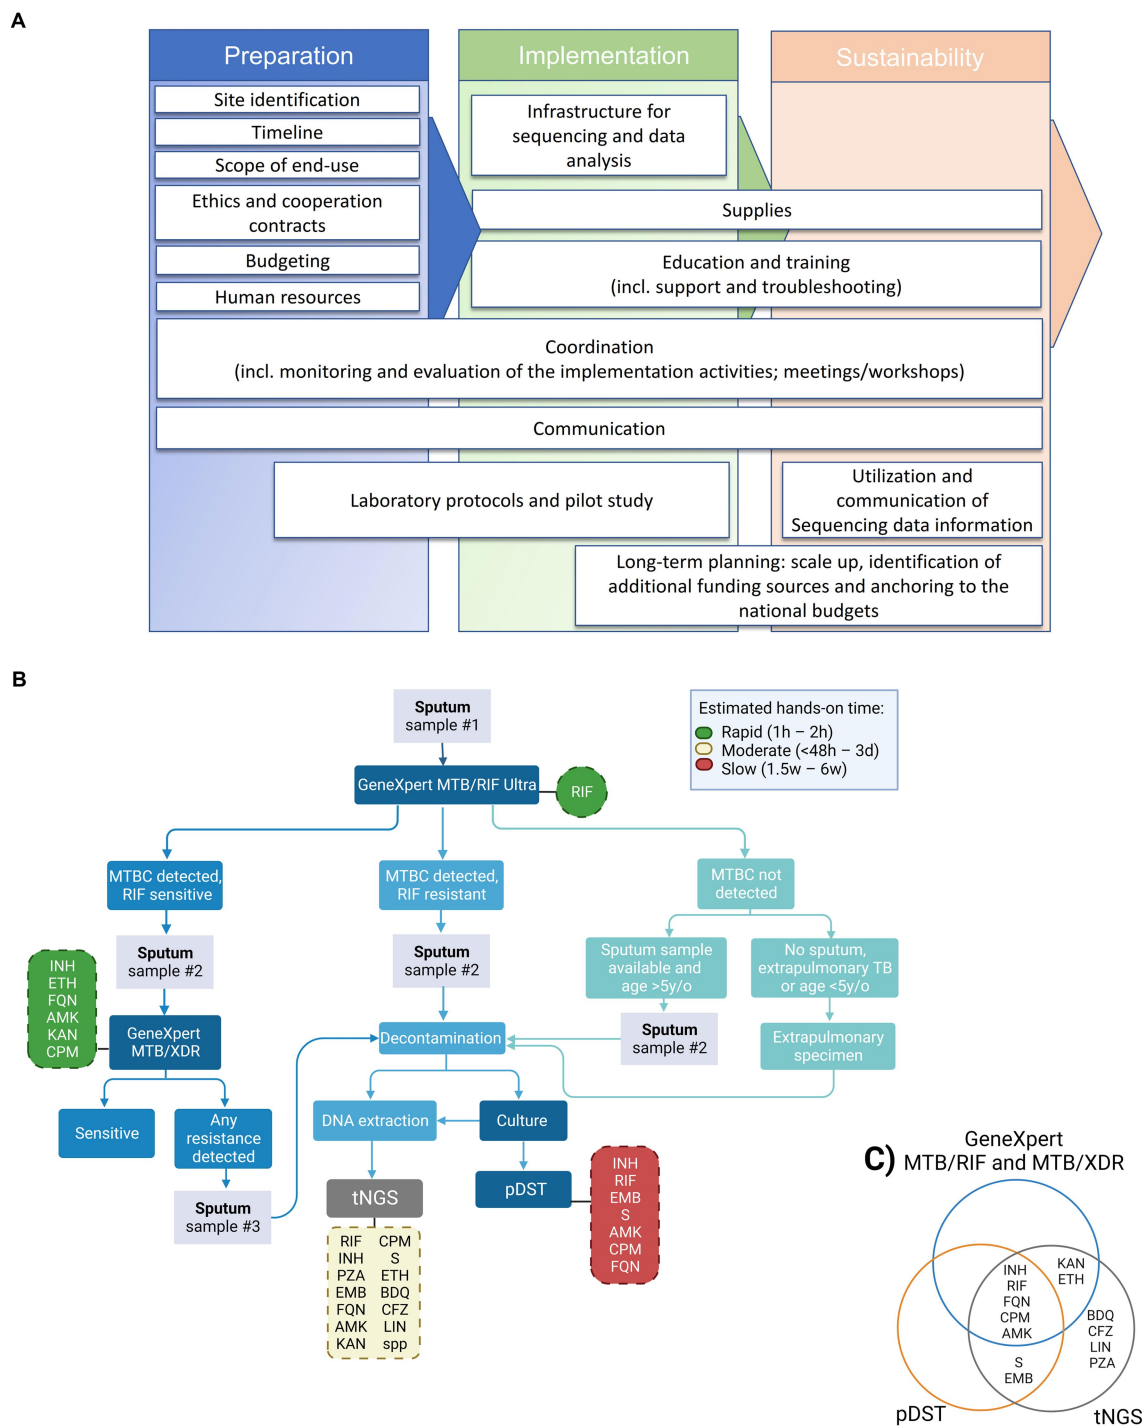 A
Preparation
Implementation
Sustainability
Site identification
Timeline
Scope of end-use
Ethics and cooperation
contracts
Budgeting
Human resources
Infrastructure for
sequencing and data
analysis
Supplies
Education and training
(incl. support and troubleshooting)
Coordination
(incl. monitoring and evaluation of the implementation activities; meetings/workshops)
Communication
Laboratory protocols and pilot study
Utilization and
communication of
Sequencing data information
Long-term planning: scale up, identification of
additional funding sources and anchoring to the
national budgets
B
Sputum
sample #1
Estimated hands-on time:
Rapid (1h – 2h)
Moderate (<48h – 3d)
Slow (1.5w – 6w)
GeneXpert MTB/RIF Ultra
RIF
MTBC detected,
RIF sensitive
MTBC detected,
RIF resistant
MTBC not
detected
Sputum
sample #2
Sputum
sample #2
Sputum sample
available and
age >5y/o
No sputum,
extrapulmonary TB
or age <5y/o
INH
ETH
FQN
AMK
KAN
CPM
GeneXpert
MTB/XDR
Decontamination
Sputum
sample #2
Extrapulmonary
specimen
Sensitive
Any
resistance
detected
DNA extraction
Culture
Sputum
sample #3
tNGS
pDST
INH
RIF
EMB
S
AMK
CPM
FQN
RIF CPM
INH S
PZA ETH
EMB BDQ
FQN CFZ
AMK LIN
KAN spp
C)
GeneXpert
MTB/RIF and MTB/XDR
INH
RIF
FQN
CPM
AMK
KAN
ETH
BDQ
CFZ
LIN
PZA
S
EMB
pDST
tNGS